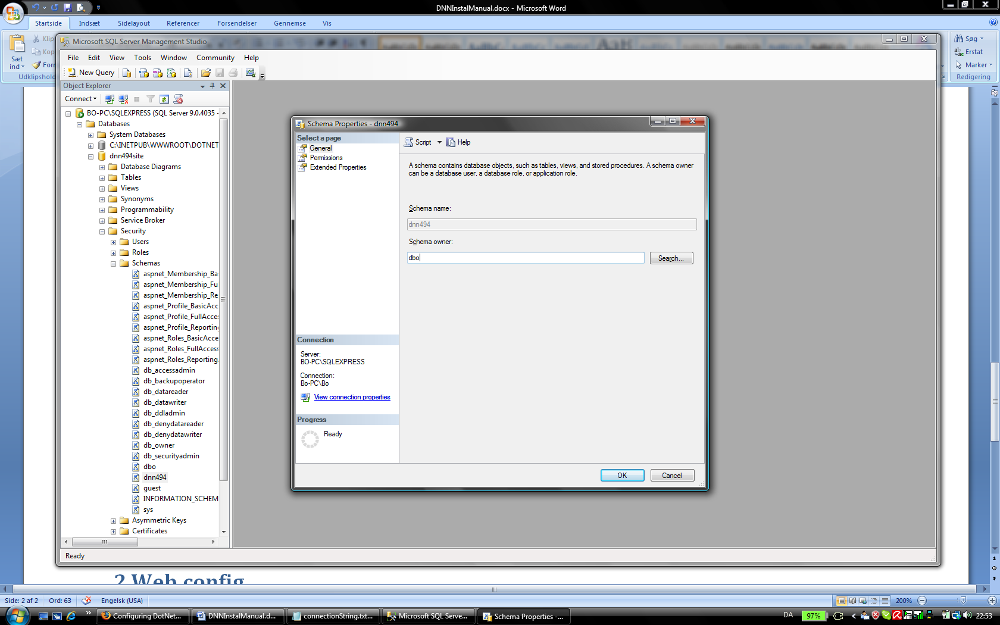 DNNInstalManual.docx - Microsoft Word
Startside Indsæt Sidelayout Referencer Forsendelser Gennemse Vis
Sæt ind
Klip
Kop
Form
Udklipshold
Søg
Erstat
Marker
Redigering
Microsoft SQL Server Management Studio
File Edit View Tools Window Community Help
New Query
Object Explorer
Connect
BO-PC\SQLEXPRESS (SQL Server 9.0.4035 -
Databases
System Databases
C:\INETPUB\WWWROOT\DOTNET
dnn494site
Database Diagrams
Tables
Views
Synonyms
Programmability
Service Broker
Security
Users
Roles
Schemas
aspnet_Membership_Ba
aspnet_Membership_Fu
aspnet_Membership_Re
aspnet_Profile_BasicAcc
aspnet_Profile_FullAcce
aspnet_Profile_Reportin
aspnet_Roles_BasicAcce
aspnet_Roles_FullAccess
aspnet_Roles_Reporting
db_accessadmin
db_backupoperator
db_datareader
db_datawriter
db_ddladmin
db_denydatareader
db_denydatawriter
db_owner
db_securityadmin
dbo
dnn494
guest
INFORMATION_SCHEM
sys
Asymmetric Keys
Certificates
Ready
Schema Properties - dnn494
Select a page
General
Permissions
Extended Properties
Connection
Server:
BO-PC\SQLEXPRESS
Connection:
Bo-PC\Bo
View connection properties
Progress
Ready
Script Help
A schema contains database objects, such as tables, views, and stored procedures. A schema owner
can be a database user, a database role, or application role.
Schema name:
dnn494
Schema owner:
dbo
Search...
OK Cancel
2 Web config
Side: 2 af 2 Ord: 63 Engelsk (USA) 200%
Configuring DotNet... DNNInstalManual.d... connectionString.txt... Microsoft SQL Serve... Schema Properties -... DA 97% 22:53